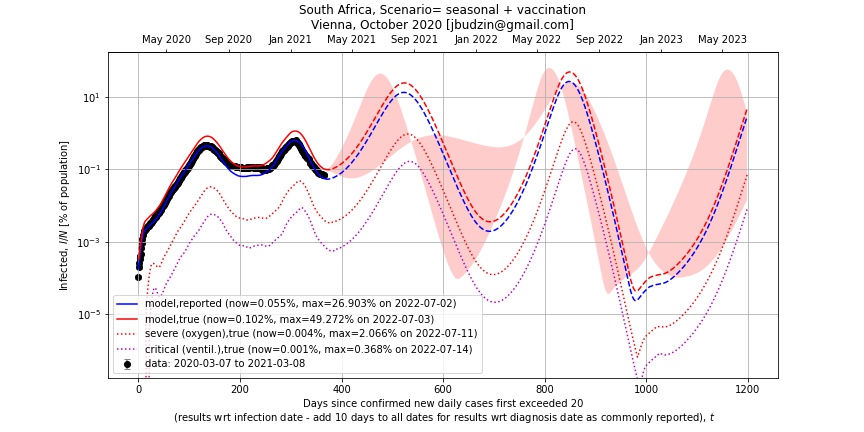 South Africa, Scenario= seasonal + vaccination
Vienna, October 2020 [jbudzin@gmail.com]
May 2020 Sep 2020 Jan 2021 May 2021 Sep 2021 Jan 2022 May 2022 Sep 2022 Jan 2023 May 2023
Infected, I/N [% of population]
10¹
10⁻¹
10⁻³
10⁻⁵
model,reported (now=0.055%, max=26.903% on 2022-07-02)
model,true (now=0.102%, max=49.272% on 2022-07-03)
severe (oxygen),true (now=0.004%, max=2.066% on 2022-07-11)
critical (ventil.),true (now=0.001%, max=0.368% on 2022-07-14)
data: 2020-03-07 to 2021-03-08
0 200 400 600 800 1000 1200
Days since confirmed new daily cases first exceeded 20
(results wrt infection date - add 10 days to all dates for results wrt diagnosis date as commonly reported), t